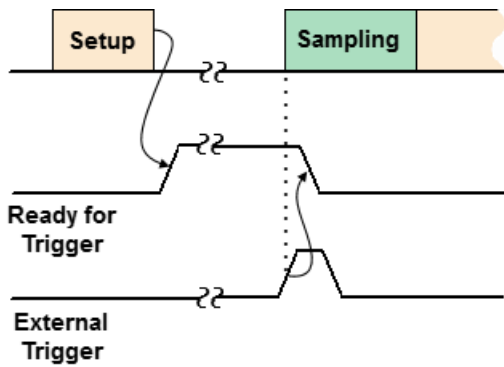 Setup
Sampling
Ready for
Trigger
External
Trigger